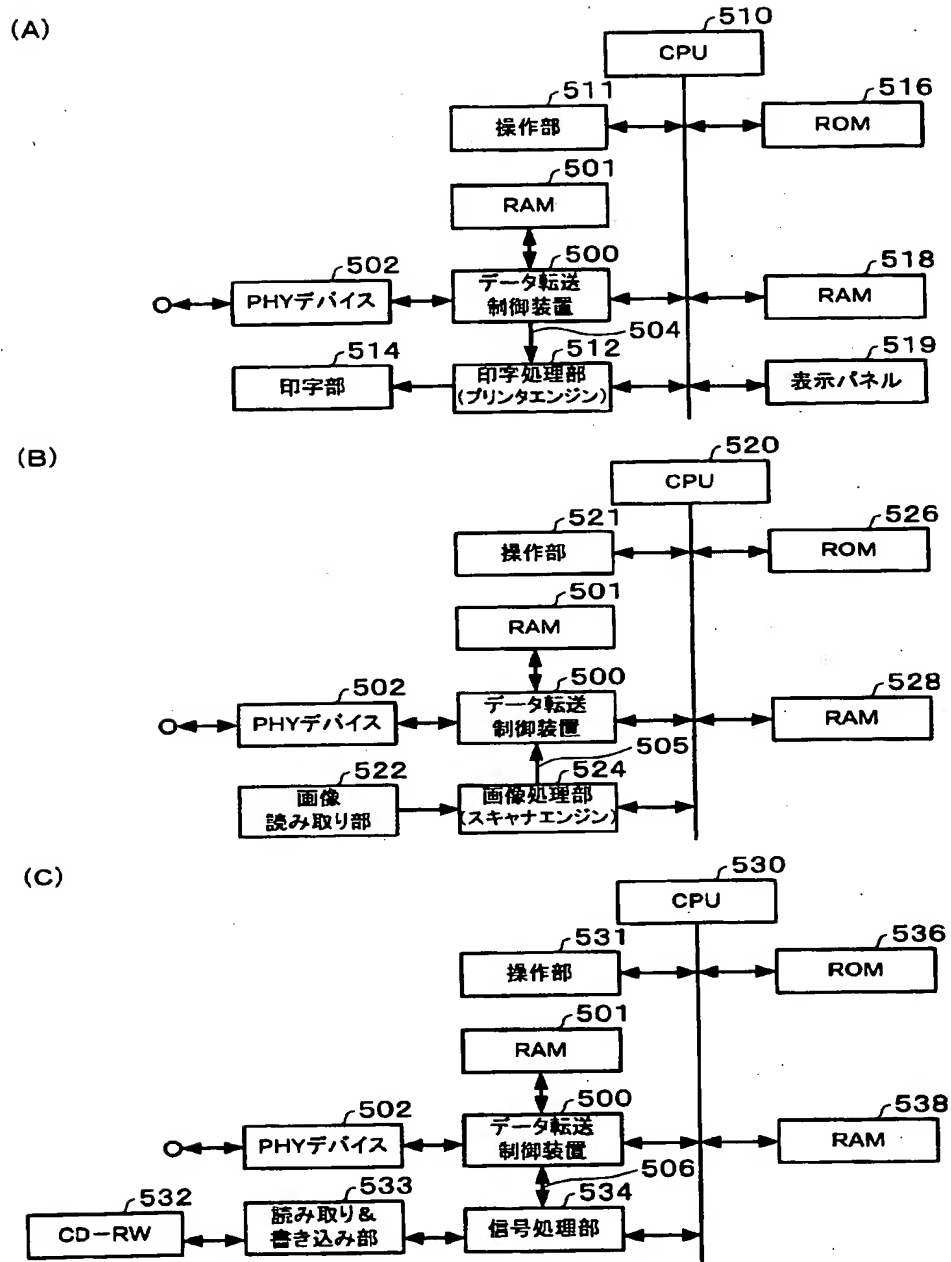 (A)
510
CPU
511
操作部
516
ROM
501
RAM
502
PHYデバイス
500
データ転送
制御装置
518
RAM
504
514
印字部
512
印字処理部
(プリンタエンジン)
519
表示パネル
(B)
520
CPU
521
操作部
526
ROM
501
RAM
502
PHYデバイス
500
データ転送
制御装置
528
RAM
505
522
画像
読み取り部
524
画像処理部
(スキャナエンジン)
(C)
530
CPU
531
操作部
536
ROM
501
RAM
502
PHYデバイス
500
データ転送
制御装置
538
RAM
506
532
CD-RW
533
読み取り&
書き込み部
534
信号処理部